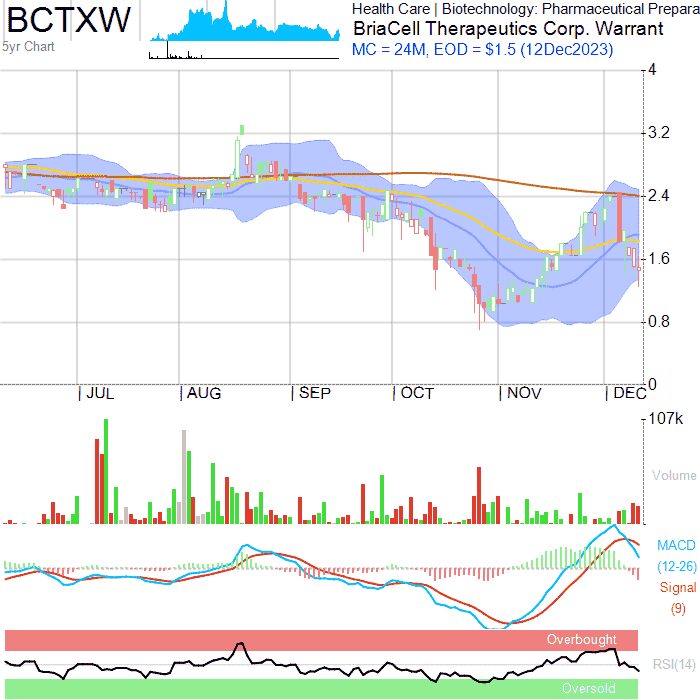 BCTXW
5yr Chart
Health Care | Biotechnology: Pharmaceutical Prepara
BriaCell Therapeutics Corp. Warrant
MC = 24M, EOD = $1.5 (12Dec2023)
4
3.2
2.4
1.6
0.8
0
JUL
AUG
SEP
OCT
NOV
DEC
107k
Volume
MACD
(12-26)
Signal
(9)
Overbought
RSI(14)
Oversold